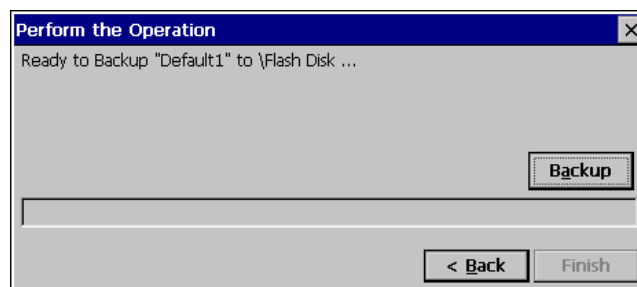 Perform the Operation
Ready to Backup "Default1" to \Flash Disk ...
Backup
< Back
Finish